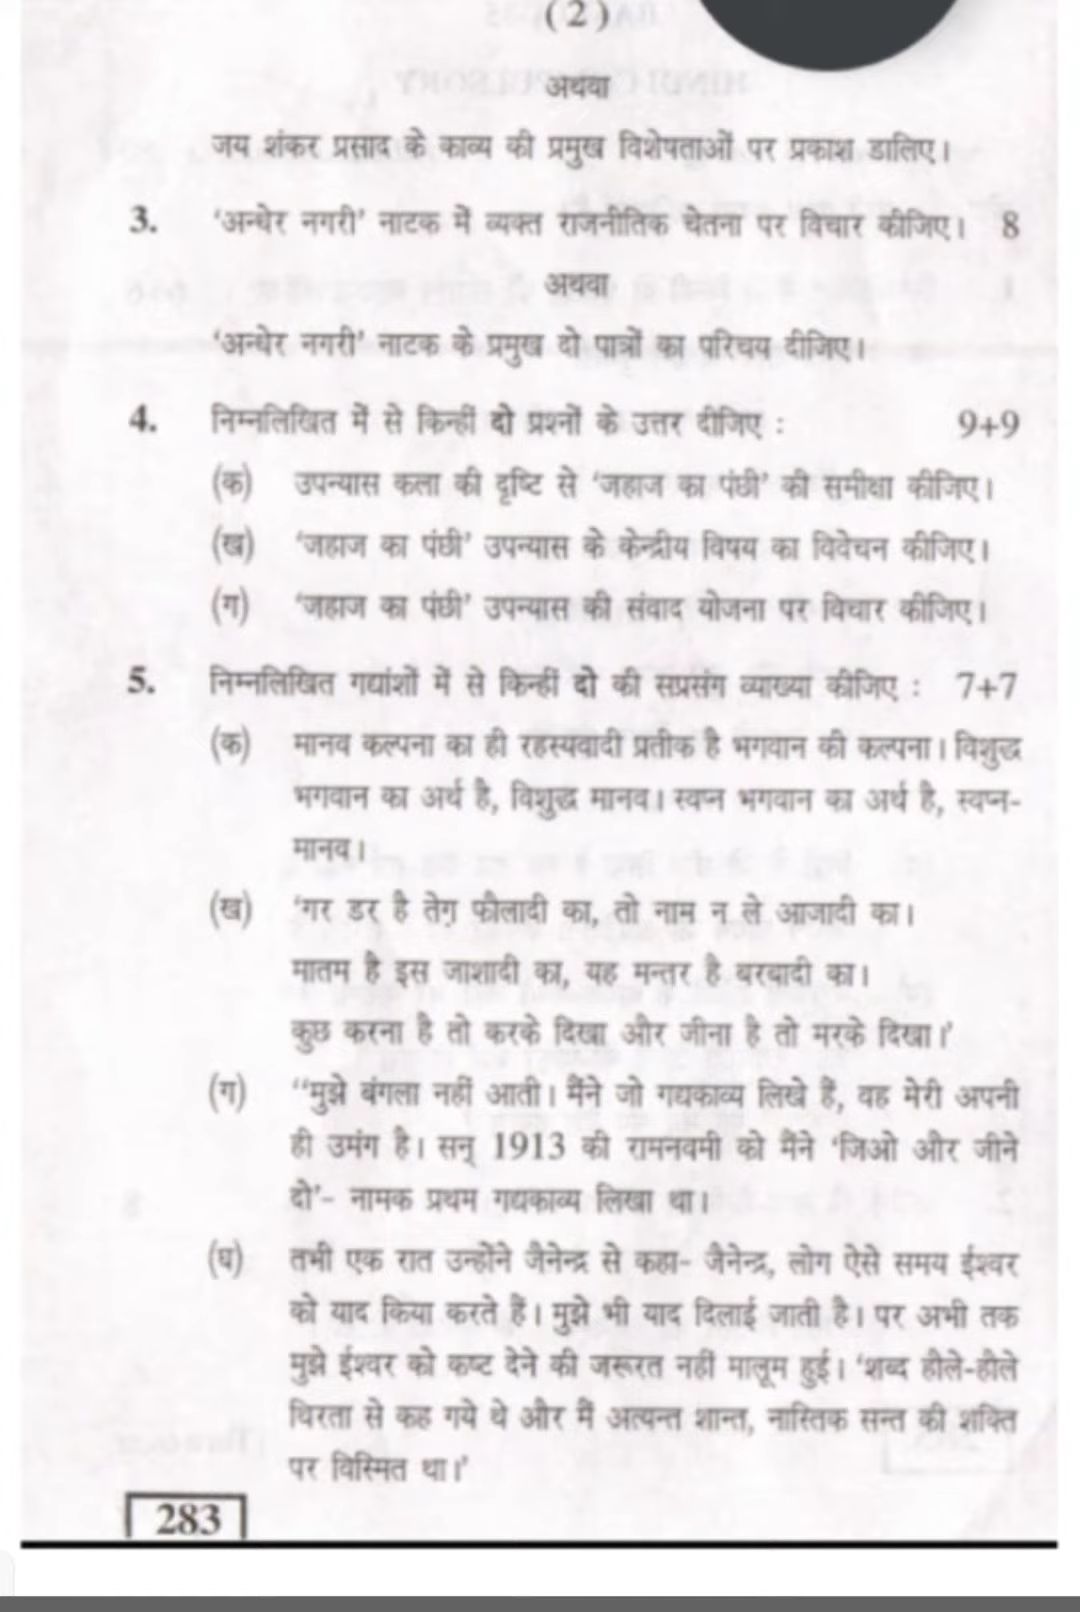 (2)
अथवा
जय शंकर प्रसाद के काव्य की प्रमुख विशेषताओं पर प्रकाश डालिए।
3. 'अन्धेर नगरी' नाटक में व्यक्त राजनीतिक चेतना पर विचार कीजिए। 8
अथवा
'अन्धेर नगरी' नाटक के प्रमुख दो पात्रों का परिचय दीजिए।
4. निम्नलिखित में से किन्हीं दो प्रश्नों के उत्तर दीजिए : 9+9
(क) उपन्यास कला की दृष्टि से 'जहाज का पंछी' की समीक्षा कीजिए।
(ख) 'जहाज का पंछी' उपन्यास के केन्द्रीय विषय का विवेचन कीजिए।
(ग) 'जहाज का पंछी' उपन्यास की संवाद योजना पर विचार कीजिए।
5. निम्नलिखित गद्यांशों में से किन्हीं दो की सप्रसंग व्याख्या कीजिए : 7+7
(क) मानव कल्पना का ही रहस्यवादी प्रतीक है भगवान की कल्पना। विशुद्ध
भगवान का अर्थ है, विशुद्ध मानव। स्वप्न भगवान का अर्थ है, स्वप्न-
मानव।
(ख) 'गर डर है तेग़ फ़ौलादी का, तो नाम न ले आजादी का।
मातम है इस जाशादी का, यह मन्तर है बरबादी का।
कुछ करना है तो करके दिखा और जीना है तो मरके दिखा।'
(ग) "मुझे बंगला नहीं आती। मैंने जो गद्यकाव्य लिखे हैं, वह मेरी अपनी
ही उमंग है। सन् 1913 की रामनवमी को मैंने 'जिओ और जीने
दो'- नामक प्रथम गद्यकाव्य लिखा था।
(घ) तभी एक रात उन्होंने जैनेन्द्र से कहा- जैनेन्द्र, लोग ऐसे समय ईश्वर
को याद किया करते हैं। मुझे भी याद दिलाई जाती है। पर अभी तक
मुझे ईश्वर को कष्ट देने की जरूरत नहीं मालूम हुई। 'शब्द हौले-हौले
थिरता से कह गये थे और मैं अत्यन्त शान्त, नास्तिक सन्त की शक्ति
पर विस्मित था।'
283